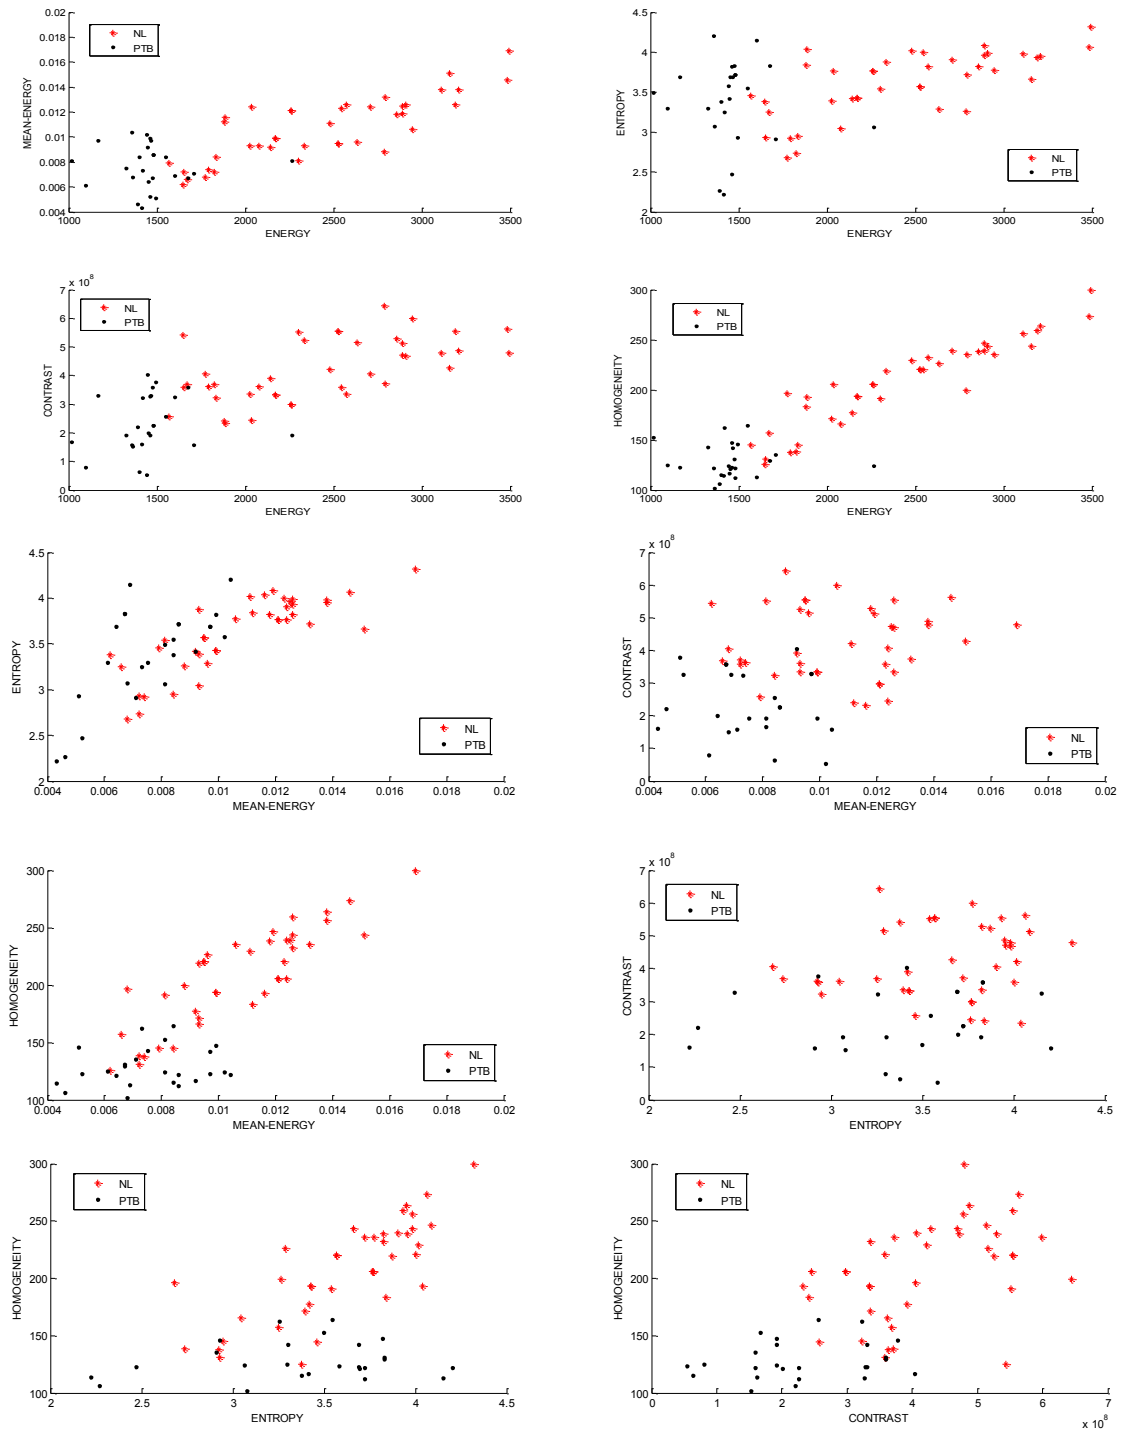 0.02
0.018
0.016
0.014
0.012
0.01
0.008
0.006
0.004
MEAN-ENERGY
NL
PTB
1000 1500 2000 2500 3000 3500
ENERGY
4.5
4
3.5
3
2.5
2
ENTROPY
NL
PTB
1000 1500 2000 2500 3000 3500
ENERGY
x 10^8
7
6
5
4
3
2
1
0
CONTRAST
NL
PTB
1000 1500 2000 2500 3000 3500
ENERGY
300
250
200
150
100
HOMOGENEITY
NL
PTB
1000 1500 2000 2500 3000 3500
ENERGY
4.5
4
3.5
3
2.5
2
ENTROPY
NL
PTB
0.004 0.006 0.008 0.01 0.012 0.014 0.016 0.018 0.02
MEAN-ENERGY
x 10^8
7
6
5
4
3
2
1
0
CONTRAST
NL
PTB
0.004 0.006 0.008 0.01 0.012 0.014 0.016 0.018 0.02
MEAN-ENERGY
300
250
200
150
100
HOMOGENEITY
NL
PTB
0.004 0.006 0.008 0.01 0.012 0.014 0.016 0.018 0.02
MEAN-ENERGY
x 10^8
7
6
5
4
3
2
1
0
CONTRAST
NL
PTB
2 2.5 3 3.5 4 4.5
ENTROPY
300
250
200
150
100
HOMOGENEITY
NL
PTB
2 2.5 3 3.5 4 4.5
ENTROPY
300
250
200
150
100
HOMOGENEITY
NL
PTB
0 1 2 3 4 5 6 7
CONTRAST
x 10^8